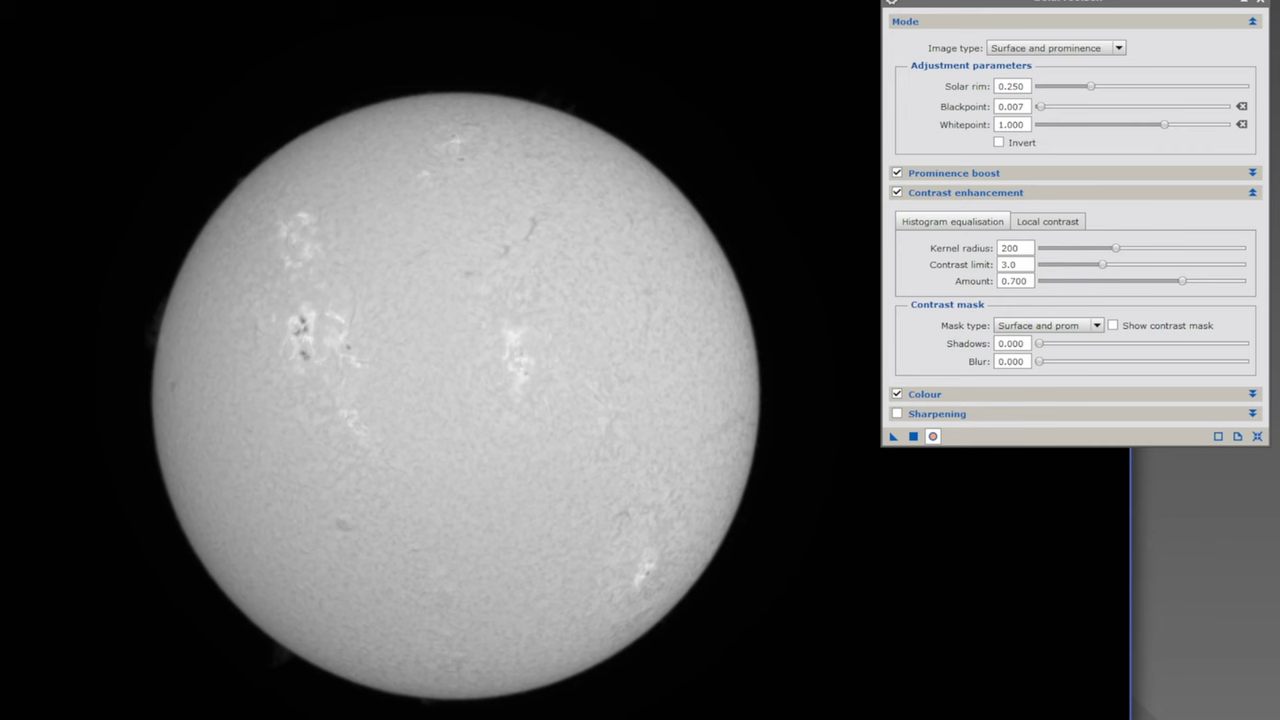 Mode
Image type: Surface and prominence
Adjustment parameters
Solar rim: 0.250
Blackpoint: 0.007
Whitepoint: 1.000
Invert
Prominence boost
Contrast enhancement
Histogram equalisation Local contrast
Kernel radius: 200
Contrast limit: 3.0
Amount: 0.700
Contrast mask
Mask type: Surface and prom Show contrast mask
Shadows: 0.000
Blur: 0.000
Colour
Sharpening